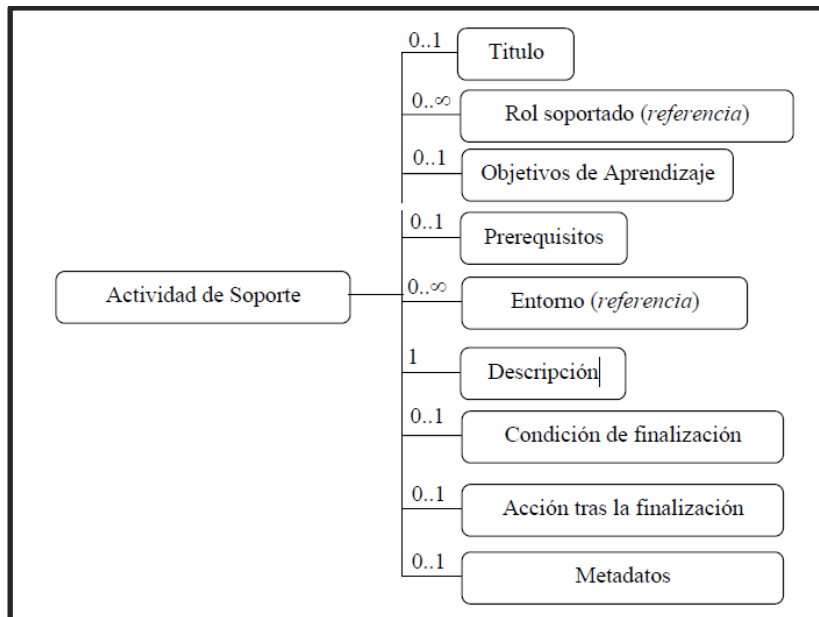 0..1
Titulo
0..∞
Rol soportado (referencia)
0..1
Objetivos de Aprendizaje
0..1
Prerequisitos
Actividad de Soporte
0..∞
Entorno (referencia)
1
Descripción
0..1
Condición de finalización
0..1
Acción tras la finalización
0..1
Metadatos